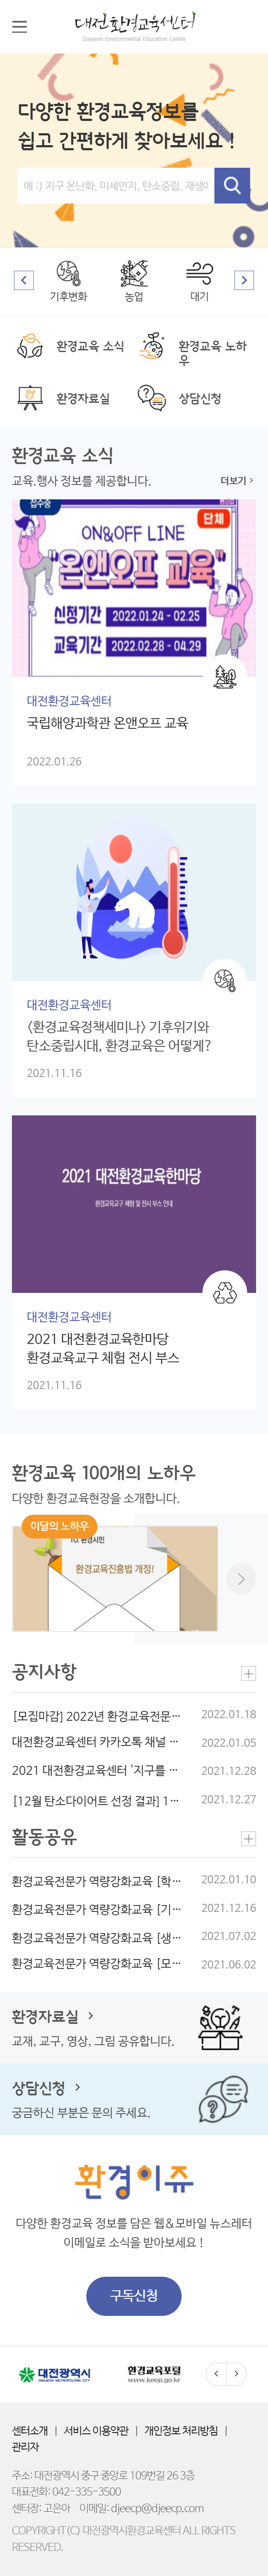 대전환경교육센터
Daejeon Environmental Education Center
다양한 환경교육정보를
쉽고 간편하게 찾아보세요 !
예 :) 지구 온난화, 미세먼지, 탄소중립, 재생에
기후변화
농업
대기
환경교육 소식
환경교육 노하우
환경자료실
상담신청
환경교육 소식
교육.행사 정보를 제공합니다.
더보기 >
접수중
단체
ON&OFF LINE
온앤오프 교육
신청기간 2022.01.24 - 02.25
교육기간 2022.02.28 - 04.29
대전환경교육센터
국립해양과학관 온앤오프 교육
2022.01.26
대전환경교육센터
<환경교육정책세미나> 기후위기와
탄소중립시대, 환경교육은 어떻게?
2021.11.16
2021 대전환경교육한마당
환경교육교구 체험 및 전시 부스 안내
대전환경교육센터
2021 대전환경교육한마당
환경교육교구 체험 전시 부스
2021.11.16
환경교육 100개의 노하우
다양한 환경교육현장을 소개합니다.
이달의 노하우
TO. 환경시민
환경교육진흥법 개정!
공지사항
[모집마감] 2022년 환경교육전문… 2022.01.18
대전환경교육센터 카카오톡 채널 … 2022.01.05
2021 대전환경교육센터 '지구를 … 2021.12.28
[12월 탄소다이어트 선정 결과] 1… 2021.12.27
활동공유
환경교육전문가 역량강화교육 [학… 2022.01.10
환경교육전문가 역량강화교육 [기… 2021.12.16
환경교육전문가 역량강화교육 [생… 2021.07.02
환경교육전문가 역량강화교육 [모… 2021.06.02
환경자료실 >
교재, 교구, 영상, 그림 공유합니다.
상담신청 >
궁금하신 부분은 문의 주세요.
환경이슈
다양한 환경교육 정보를 담은 웹&모바일 뉴스레터
이메일로 소식을 받아보세요 !
구독신청
대전광역시
DAEJEON METROPOLITAN CITY
환경교육포털
www.keep.go.kr
센터소개 | 서비스 이용약관 | 개인정보 처리방침 |
관리자
주소: 대전광역시 중구 중앙로 109번길 26 3층
대표전화: 042-335-3500
센터장: 고은아 이메일: djeecp@djeecp.com
COPYRIGHT (C) 대전광역시환경교육센터 ALL RIGHTS
RESERVED.